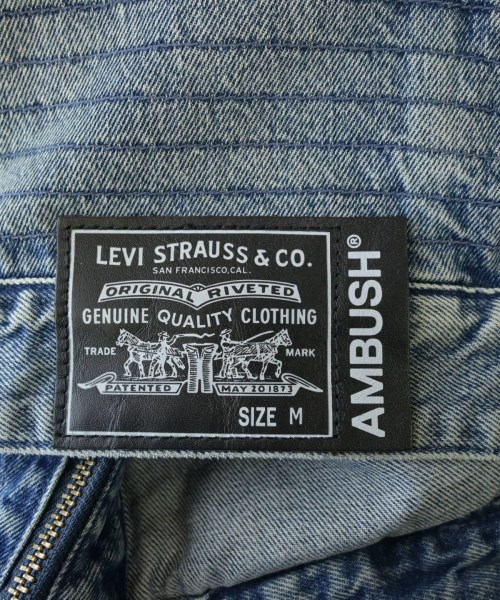 LEVI STRAUSS & CO.
SAN FRANCISCO, CAL.
ORIGINAL RIVETED
GENUINE QUALITY CLOTHING
TRADE MARK
PATENTED MAY 20 1873
SIZE M
AMBUSH®